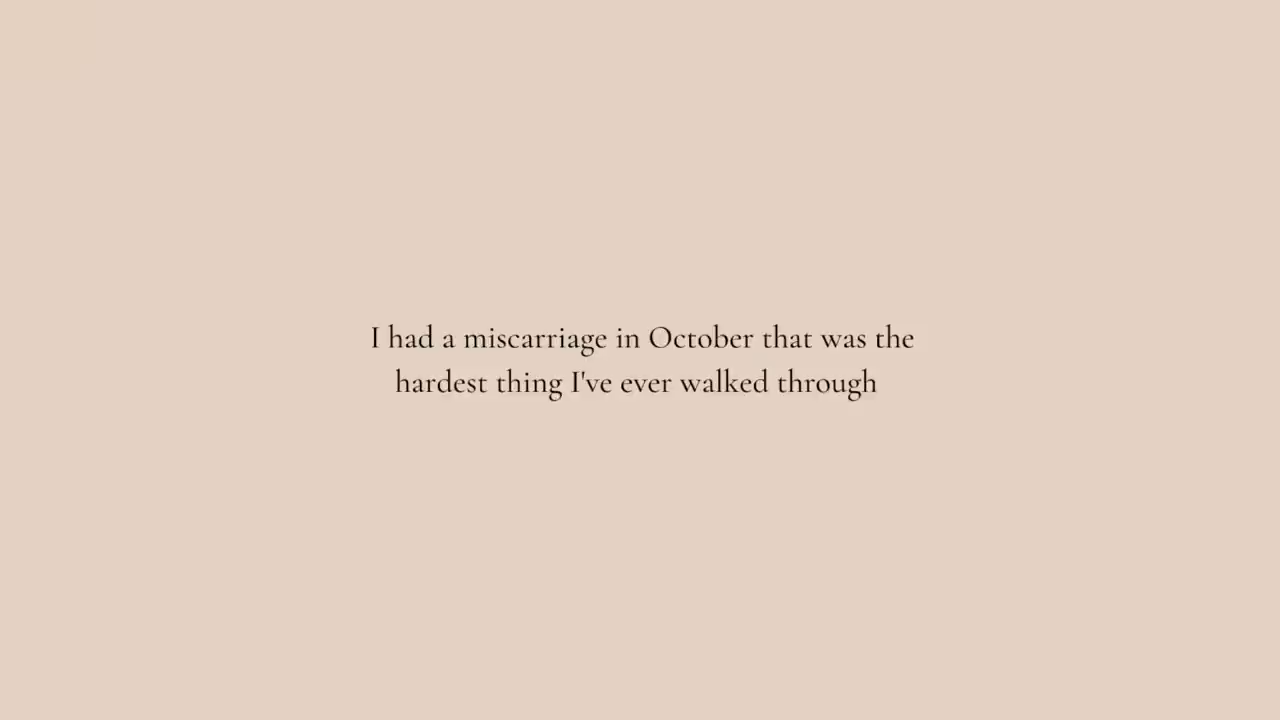 I had a miscarriage in October that was the
hardest thing I've ever walked through